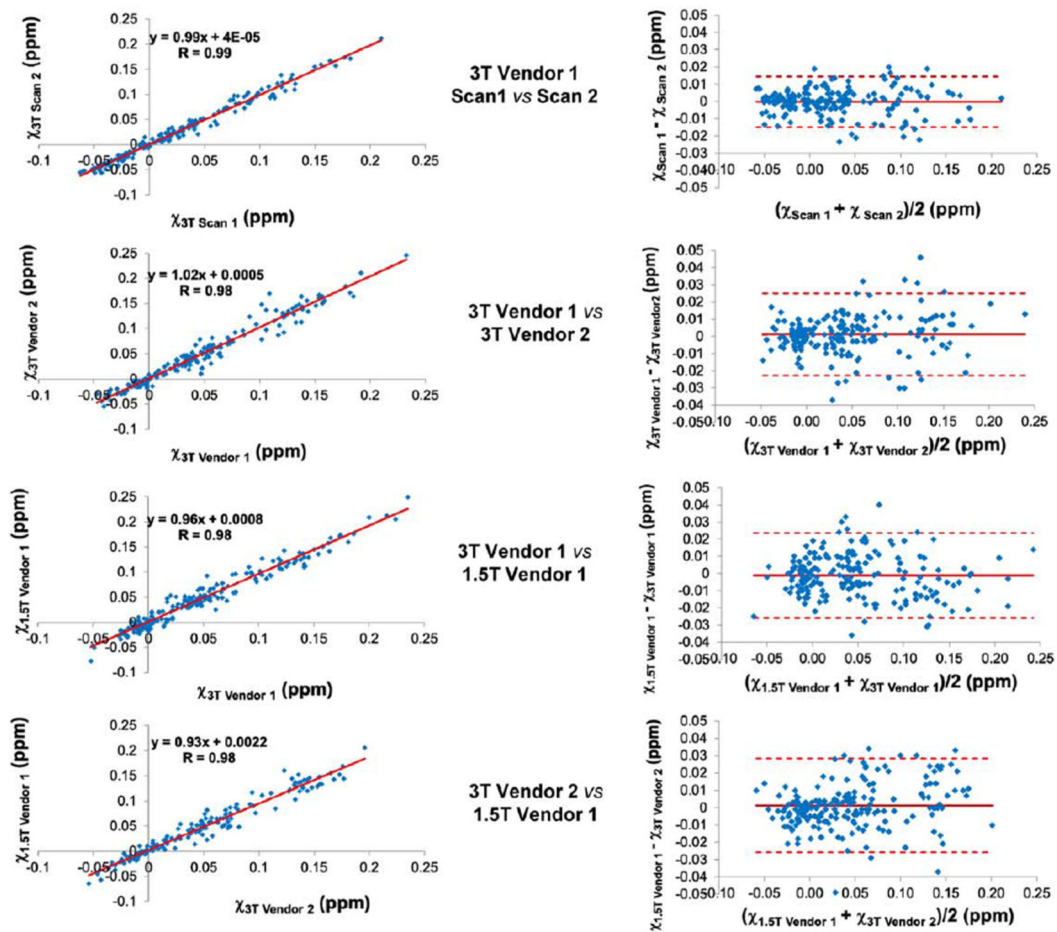 0.25
0.2
0.15
0.1
0.05
0
-0.05
-0.1
-0.1 -0.05 0 0.05 0.1 0.15 0.2 0.25
y = 0.99x + 4E-05
R = 0.99
χ3T Scan 2 (ppm)
χ3T Scan 1 (ppm)
3T Vendor 1
Scan1 vs Scan 2
0.05
0.04
0.03
0.02
0.01
0
-0.01
-0.02
-0.03
-0.04
-0.05
-0.10 -0.05 0.00 0.05 0.10 0.15 0.20 0.25
χScan 1 - χ Scan 2 (ppm)
(χScan 1 + χ Scan 2)/2 (ppm)
0.25
0.2
0.15
0.1
0.05
0
-0.05
-0.1
-0.1 -0.05 0 0.05 0.1 0.15 0.2 0.25
y = 1.02x + 0.0005
R = 0.98
χ3T Vendor 2 (ppm)
χ3T Vendor 1 (ppm)
3T Vendor 1 vs
3T Vendor 2
0.05
0.04
0.03
0.02
0.01
0
-0.01
-0.02
-0.03
-0.04
-0.05
-0.10 -0.05 0.00 0.05 0.10 0.15 0.20 0.25
χ3T Vendor 1 - χ3T Vendor2 (ppm)
(χ3T Vendor 1 + χ3T Vendor 2)/2 (ppm)
0.25
0.2
0.15
0.1
0.05
0
-0.05
-0.1
-0.1 -0.05 0 0.05 0.1 0.15 0.2 0.25
y = 0.96x + 0.0008
R = 0.98
χ1.5T Vendor 1 (ppm)
χ3T Vendor 1 (ppm)
3T Vendor 1 vs
1.5T Vendor 1
0.05
0.04
0.03
0.02
0.01
0
-0.01
-0.02
-0.03
-0.04
-0.05
-0.10 -0.05 0.00 0.05 0.10 0.15 0.20 0.25
χ1.5T Vendor 1 - χ3T Vendor 1 (ppm)
(χ1.5T Vendor 1 + χ3T Vendor 1)/2 (ppm)
0.25
0.2
0.15
0.1
0.05
0
-0.05
-0.1
-0.1 -0.05 0 0.05 0.1 0.15 0.2 0.25
y = 0.93x + 0.0022
R = 0.98
χ1.5T Vendor 1 (ppm)
χ3T Vendor 2 (ppm)
3T Vendor 2 vs
1.5T Vendor 1
0.05
0.04
0.03
0.02
0.01
0
-0.01
-0.02
-0.03
-0.04
-0.05
-0.10 -0.05 0.00 0.05 0.10 0.15 0.20 0.25
χ1.5T Vendor 1 - χ3T Vendor 2 (ppm)
(χ1.5T Vendor 1 + χ3T Vendor 2)/2 (ppm)